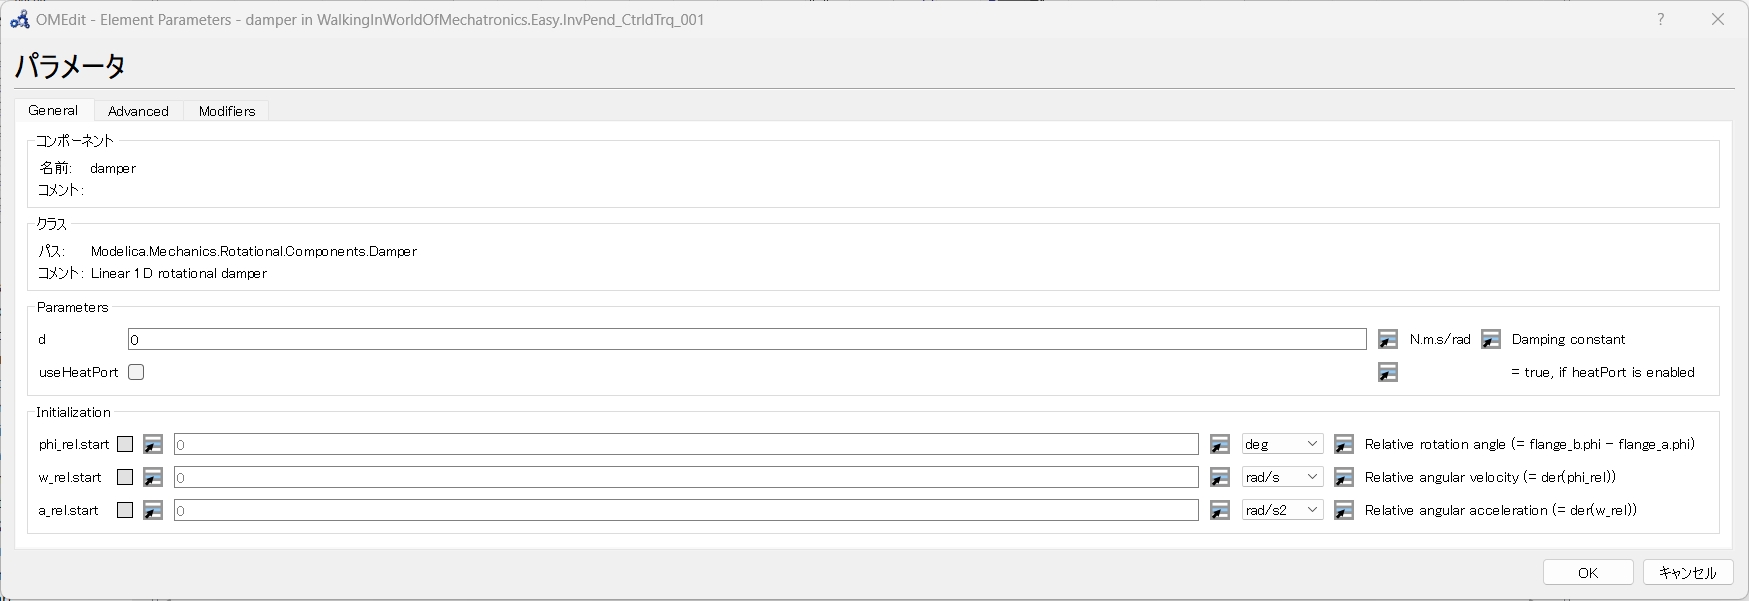 OMEdit - Element Parameters - damper in WalkingInWorldOfMechatronics.Easy.InvPend_CtrldTrq_001 ?
パラメータ
General Advanced Modifiers
コンポーネント
名前: damper
コメント:
クラス
パス: Modelica.Mechanics.Rotational.Components.Damper
コメント: Linear 1D rotational damper
Parameters
d 0 N.m.s/rad Damping constant
useHeatPort = true, if heatPort is enabled
Initialization
phi_rel.start 0 deg Relative rotation angle (= flange_b.phi - flange_a.phi)
w_rel.start 0 rad/s Relative angular velocity (= der(phi_rel))
a_rel.start 0 rad/s2 Relative angular acceleration (= der(w_rel))
OK キャンセル